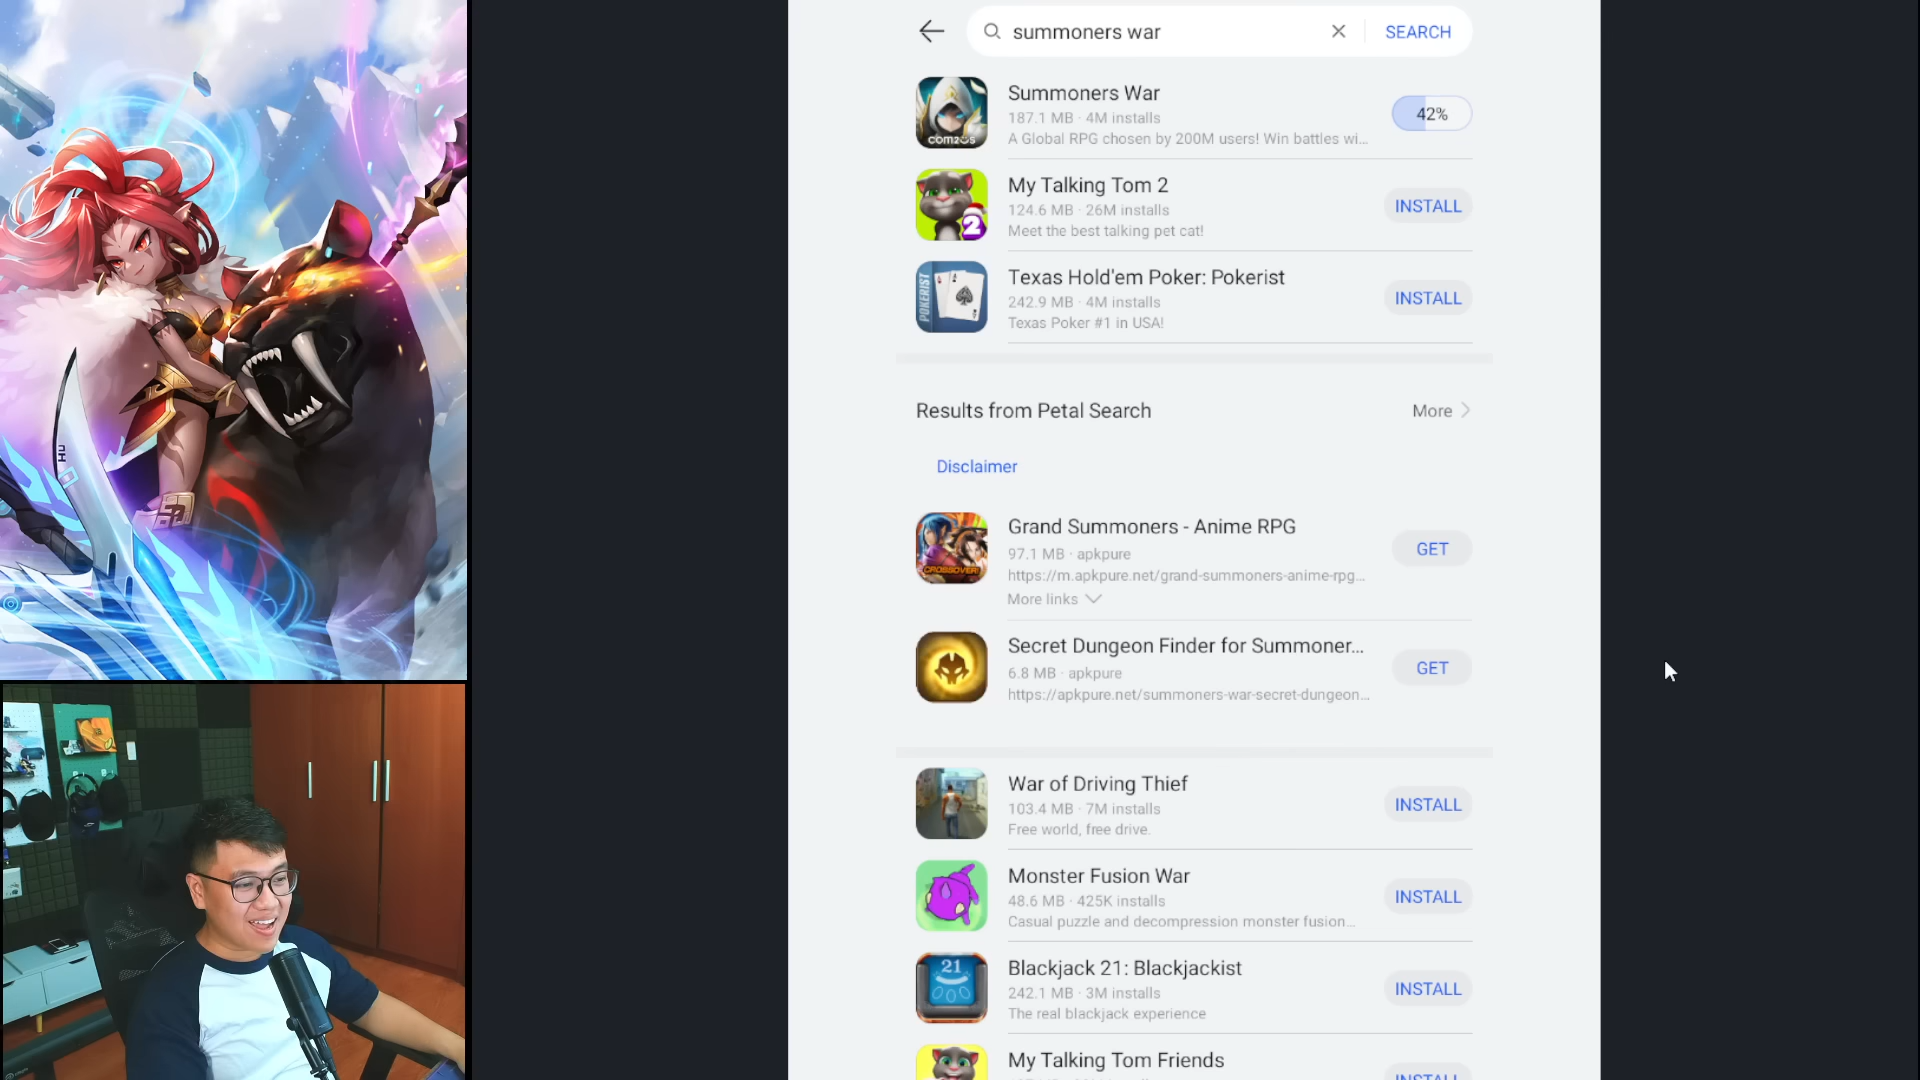 summoners war
SEARCH
Summoners War
187.1 MB · 4M installs
A Global RPG chosen by 200M users! Win battles wi...
42%
com2us
My Talking Tom 2
124.6 MB · 26M installs
Meet the best talking pet cat!
INSTALL
2
Texas Hold'em Poker: Pokerist
242.9 MB · 4M installs
Texas Poker #1 in USA!
INSTALL
POKERIST
Results from Petal Search
More
Disclaimer
Grand Summoners - Anime RPG
97.1 MB · apkpure
https://m.apkpure.net/grand-summoners-anime-rpg...
More links
GET
CROSSOVER!
Secret Dungeon Finder for Summoner...
6.8 MB · apkpure
https://apkpure.net/summoners-war-secret-dungeon...
GET
War of Driving Thief
103.4 MB · 7M installs
Free world, free drive.
INSTALL
Monster Fusion War
48.6 MB · 425K installs
Casual puzzle and decompression monster fusion...
INSTALL
Blackjack 21: Blackjackist
242.1 MB · 3M installs
The real blackjack experience
INSTALL
21
My Talking Tom Friends
INSTALL